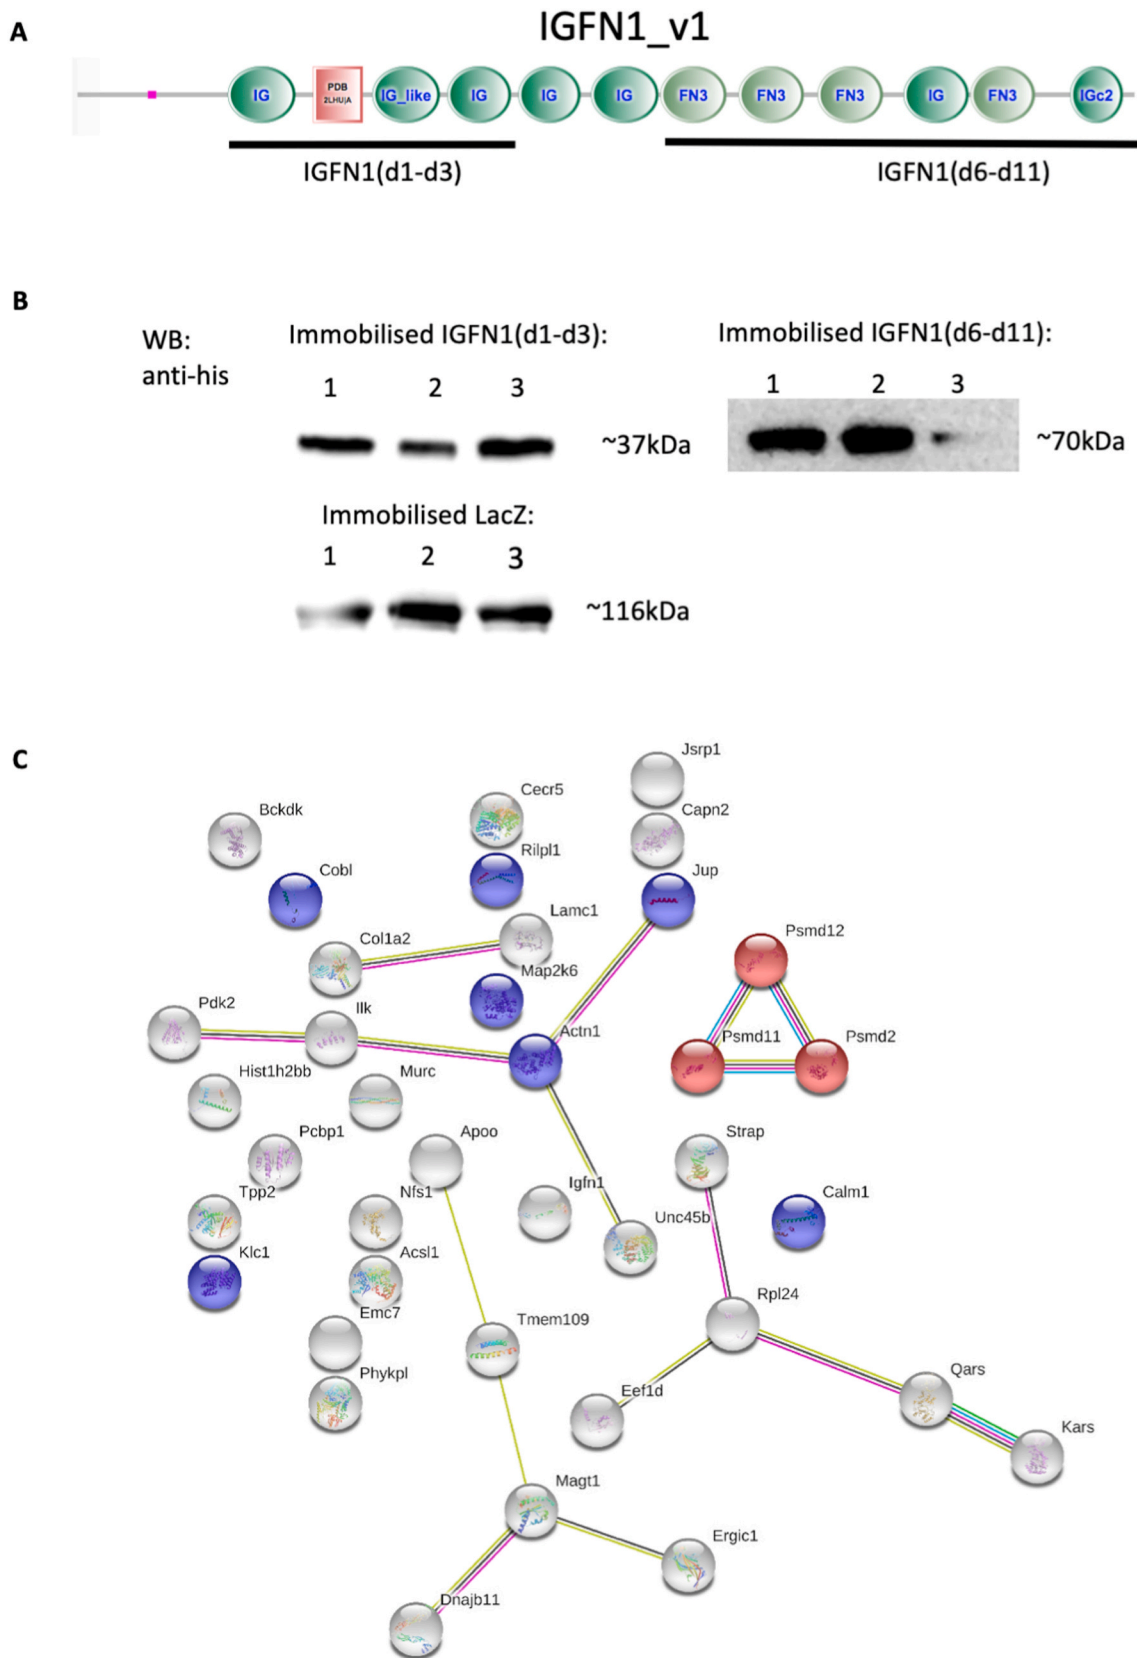 A
IGFN1_v1
IG
PDB
2LHU|A
IG_like
IG
IG
IG
FN3
FN3
FN3
IG
FN3
IGc2
IGFN1(d1-d3)
IGFN1(d6-d11)
B
WB:
anti-his
Immobilised IGFN1(d1-d3):
1 2 3
~37kDa
Immobilised IGFN1(d6-d11):
1 2 3
~70kDa
Immobilised LacZ:
1 2 3
~116kDa
C
Jsrp1
Cecr5
Capn2
Bckdk
Rilpl1
Cobl
Jup
Lamc1
Col1a2
Psmd12
Map2k6
Pdk2
Ilk
Actn1
Psmd11
Psmd2
Hist1h2bb
Murc
Pcbp1
Apoo
Strap
Tpp2
Nfs1
Igfn1
Calm1
Unc45b
Klc1
Acsl1
Rpl24
Emc7
Tmem109
Phykpl
Qars
Eef1d
Kars
Magt1
Ergic1
Dnajb11